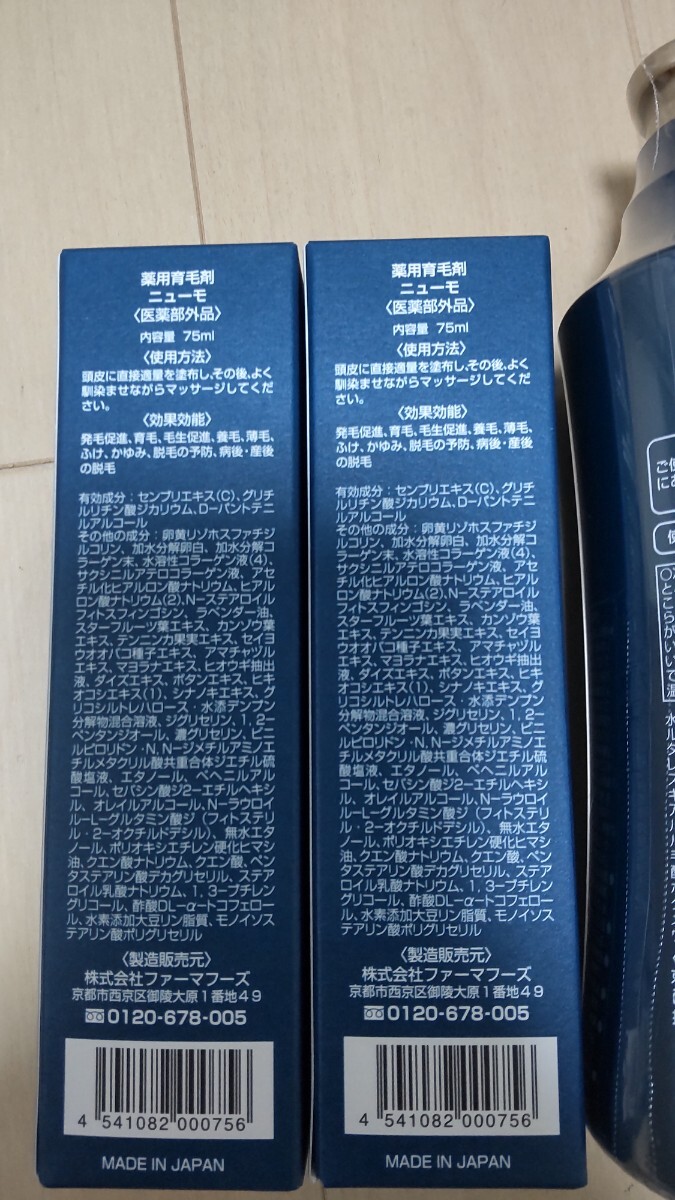 薬用育毛剤
ニューモ
〈医薬部外品〉
内容量 75ml
〈使用方法〉
頭皮に直接適量を塗布し、その後、よく
馴染ませながらマッサージしてくだ
さい。
〈効果効能〉
発毛促進、育毛、毛生促進、養毛、薄毛、
ふけ、かゆみ、脱毛の予防、病後・産後
の脱毛
有効成分：センブリエキス(C)、グリチ
ルリチン酸ジカリウム、D-パントテニ
ルアルコール
その他の成分：卵黄リゾホスファチジ
ルコリン、加水分解卵白、加水分解コ
ラーゲン末、水溶性コラーゲン液(4)、
サクシニルアテロコラーゲン液、アセ
チル化ヒアルロン酸ナトリウム、ヒアル
ロン酸ナトリウム(2)、N-ステアロイル
フィトスフィンゴシン、ラベンダー油、
スターフルーツ葉エキス、カンゾウ葉
エキス、テンニンカ果実エキス、セイヨ
ウオオバコ種子エキス、アマチャヅル
エキス、マヨラナエキス、ヒオウギ抽出
液、ダイズエキス、ボタンエキス、ヒキ
オコシエキス(1)、シナノキエキス、グ
リコシルトレハロース・水添デンプン
分解物混合溶液、ジグリセリン、1，2-
ペンタンジオール、濃グリセリン、ビニ
ルピロリドン・N，N-ジメチルアミノエ
チルメタクリル酸共重合体ジエチル硫
酸塩液、エタノール、ベヘニルアルコ
ール、セバシン酸ジ2-エチルヘキシ
ル、オレイルアルコール、N-ラウロイ
ル-L-グルタミン酸ジ（フィトステリ
ル・2-オクチルドデシル）、無水エタ
ノール、ポリオキシエチレン硬化ヒマシ
油、クエン酸ナトリウム、クエン酸、ペン
タステアリン酸デカグリセリル、ステア
ロイル乳酸ナトリウム、1，3-ブチレン
グリコール、酢酸DL-α-トコフェロ
ール、水素添加大豆リン脂質、モノイソス
テアリン酸ポリグリセリル
〈製造販売元〉
株式会社ファーマフーズ
京都市西京区御陵大原1番地49
0120-678-005
4 541082 000756
MADE IN JAPAN
薬用育毛剤
ニューモ
〈医薬部外品〉
内容量 75ml
〈使用方法〉
頭皮に直接適量を塗布し、その後、よく
馴染ませながらマッサージしてくだ
さい。
〈効果効能〉
発毛促進、育毛、毛生促進、養毛、薄毛、
ふけ、かゆみ、脱毛の予防、病後・産後
の脱毛
有効成分：センブリエキス(C)、グリチ
ルリチン酸ジカリウム、D-パントテニ
ルアルコール
その他の成分：卵黄リゾホスファチジ
ルコリン、加水分解卵白、加水分解コ
ラーゲン末、水溶性コラーゲン液(4)、
サクシニルアテロコラーゲン液、アセ
チル化ヒアルロン酸ナトリウム、ヒアル
ロン酸ナトリウム(2)、N-ステアロイル
フィトスフィンゴシン、ラベンダー油、
スターフルーツ葉エキス、カンゾウ葉
エキス、テンニンカ果実エキス、セイヨ
ウオオバコ種子エキス、アマチャヅル
エキス、マヨラナエキス、ヒオウギ抽出
液、ダイズエキス、ボタンエキス、ヒキ
オコシエキス(1)、シナノキエキス、グ
リコシルトレハロース・水添デンプン
分解物混合溶液、ジグリセリン、1，2-
ペンタンジオール、濃グリセリン、ビニ
ルピロリドン・N，N-ジメチルアミノエ
チルメタクリル酸共重合体ジエチル硫
酸塩液、エタノール、ベヘニルアル
コール、セバシン酸ジ2-エチルヘキシ
ル、オレイルアルコール、N-ラウロイ
ル-L-グルタミン酸ジ（フィトステリ
ル・2-オクチルドデシル）、無水エタ
ノール、ポリオキシエチレン硬化ヒマシ
油、クエン酸ナトリウム、クエン酸、ペン
タステアリン酸デカグリセリル、ステア
ロイル乳酸ナトリウム、1，3-ブチレン
グリコール、酢酸DL-α-トコフェロー
ル、水素添加大豆リン脂質、モノイソス
テアリン酸ポリグリセリル
〈製造販売元〉
株式会社ファーマフーズ
京都市西京区御陵大原1番地49
0120-678-005
4 541082 000756
MADE IN JAPAN
ご使
にお